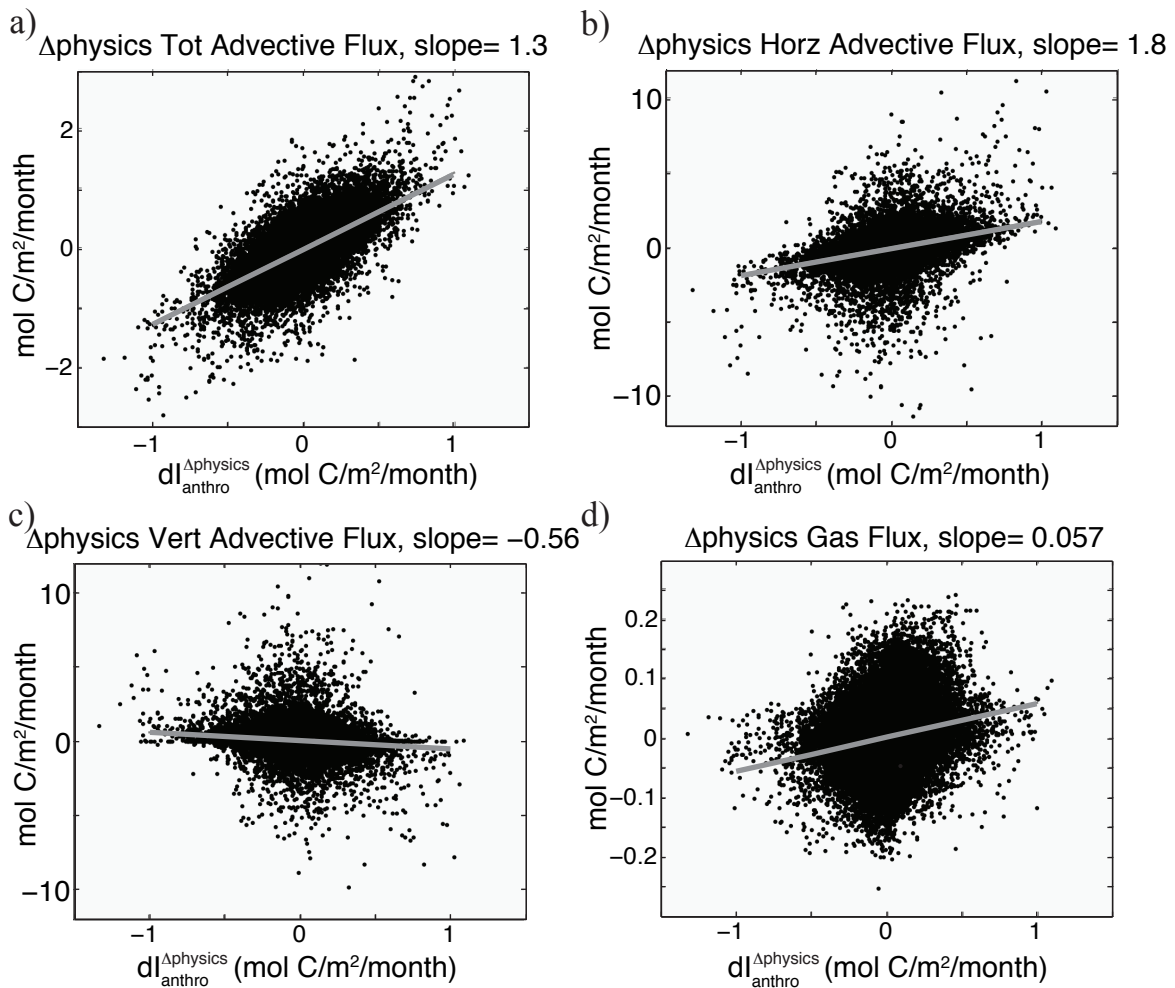 a)
Δphysics Tot Advective Flux, slope= 1.3
mol C/m²/month
2
0
−2
−1 0 1
dI^Δphysics_anthro (mol C/m²/month)
b)
Δphysics Horz Advective Flux, slope= 1.8
mol C/m²/month
10
0
−10
−1 0 1
dI^Δphysics_anthro (mol C/m²/month)
c)
Δphysics Vert Advective Flux, slope= −0.56
mol C/m²/month
10
0
−10
−1 0 1
dI^Δphysics_anthro (mol C/m²/month)
d)
Δphysics Gas Flux, slope= 0.057
mol C/m²/month
0.2
0.1
0
−0.1
−0.2
−1 0 1
dI^Δphysics_anthro (mol C/m²/month)